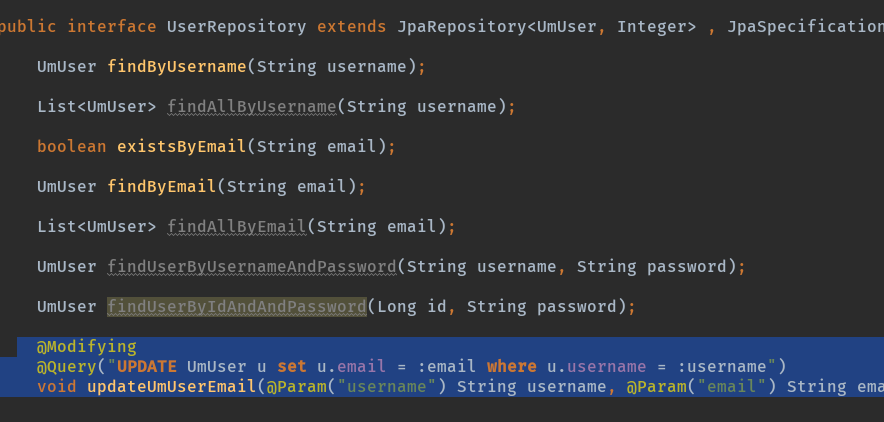 public interface UserRepository extends JpaRepository<UmUser, Integer> , JpaSpecification
UmUser findByUsername(String username);
List<UmUser> findAllByUsername(String username);
boolean existsByEmail(String email);
UmUser findByEmail(String email);
List<UmUser> findAllByEmail(String email);
UmUser findUserByUsernameAndPassword(String username, String password);
UmUser findUserByIdAndAndPassword(Long id, String password);
@Modifying
@Query("UPDATE UmUser u set u.email = :email where u.username = :username")
void updateUmUserEmail(@Param("username") String username, @Param("email") String ema